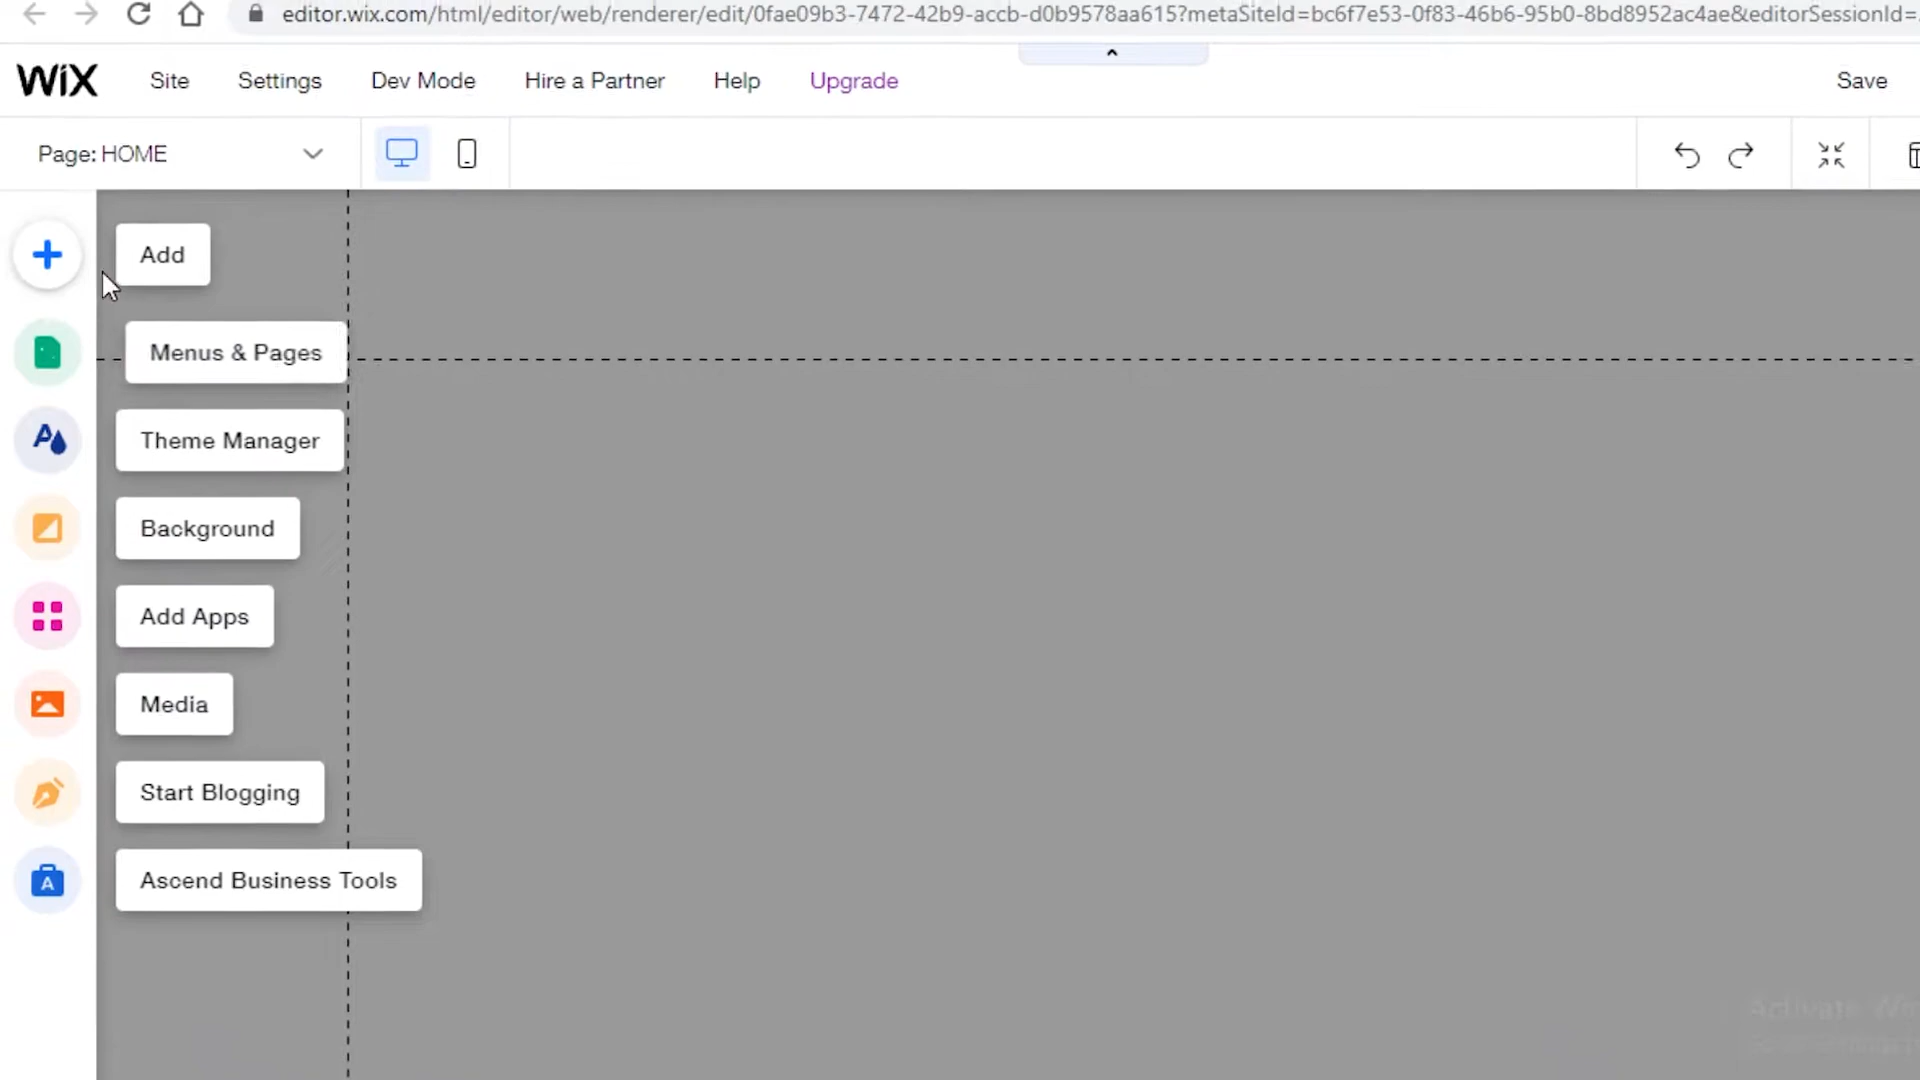 editor.wix.com/html/editor/web/renderer/edit/0fae09b3-7472-42b9-accb-d0b9578aa615?metaSiteId=bc6f7e53-0f83-46b6-95b0-8bd8952ac4ae&editorSessionId=
WiX Site Settings Dev Mode Hire a Partner Help Upgrade Save
Page: HOME
Add
Menus & Pages
Theme Manager
Background
Add Apps
Media
Start Blogging
A Ascend Business Tools
Activate